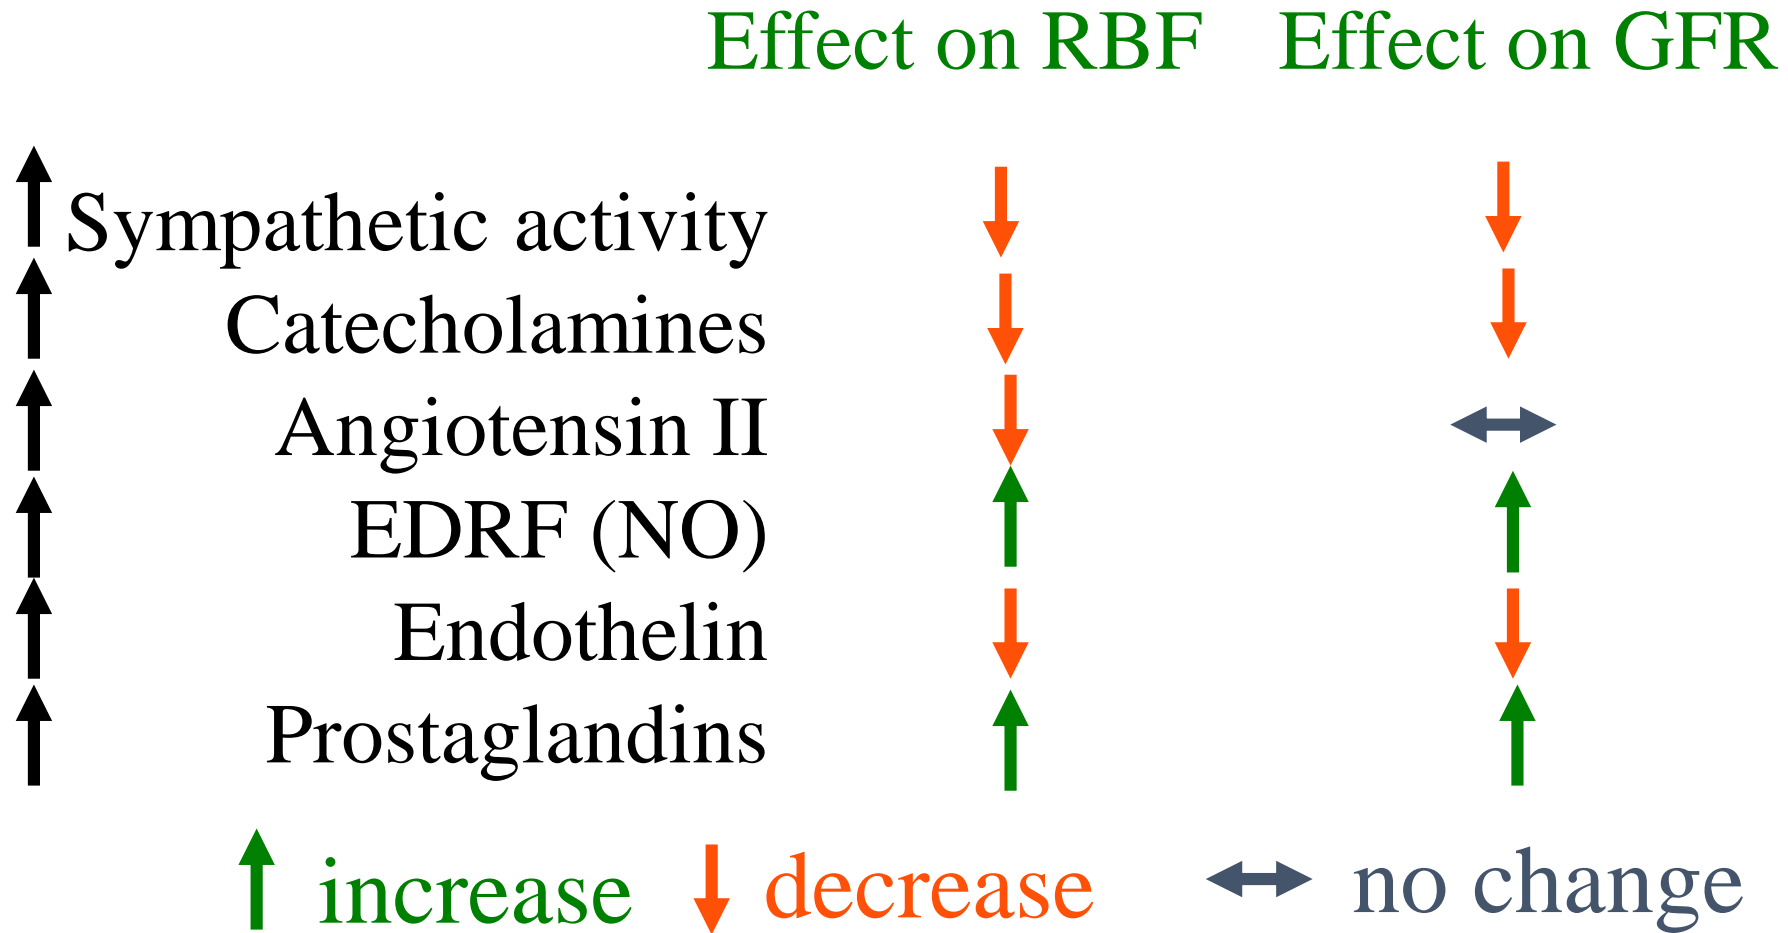 Effect on RBF Effect on GFR
Sympathetic activity
Catecholamines
Angiotensin II
EDRF (NO)
Endothelin
Prostaglandins
increase decrease no change